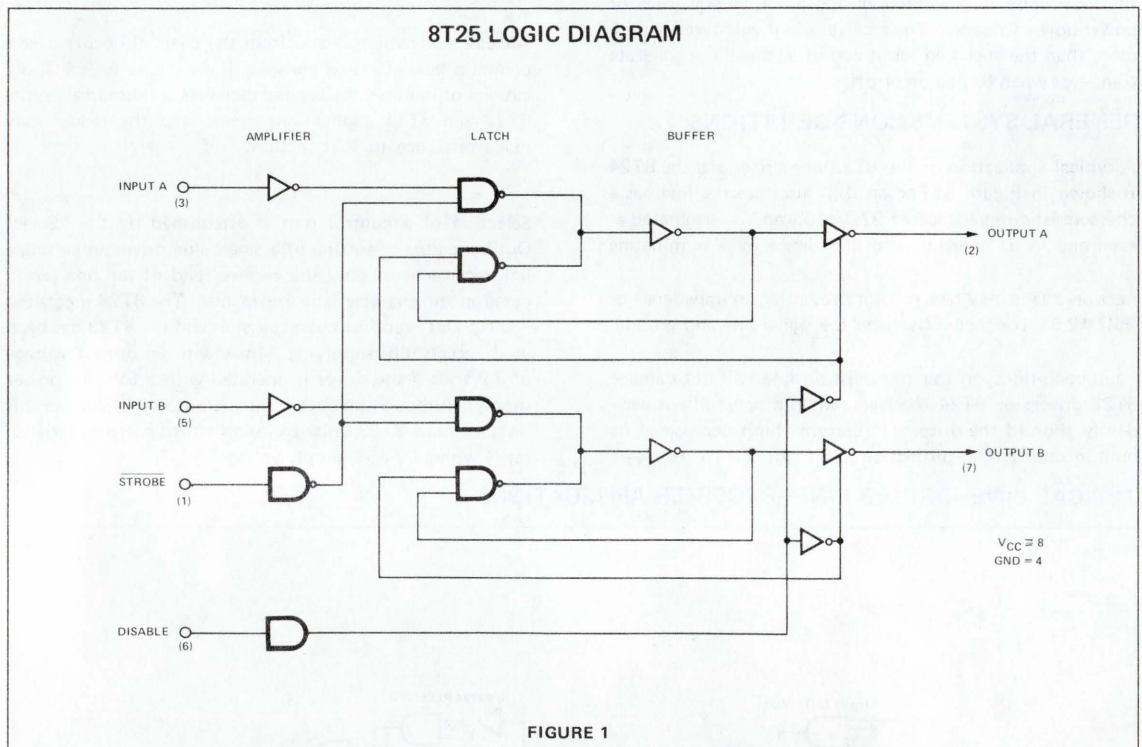 8T25 LOGIC DIAGRAM
AMPLIFIER LATCH BUFFER
INPUT A
(3)
OUTPUT A
(2)
INPUT B
(5)
OUTPUT B
(7)
STROBE
(1)
VCC = 8
GND = 4
DISABLE
(6)
FIGURE 1